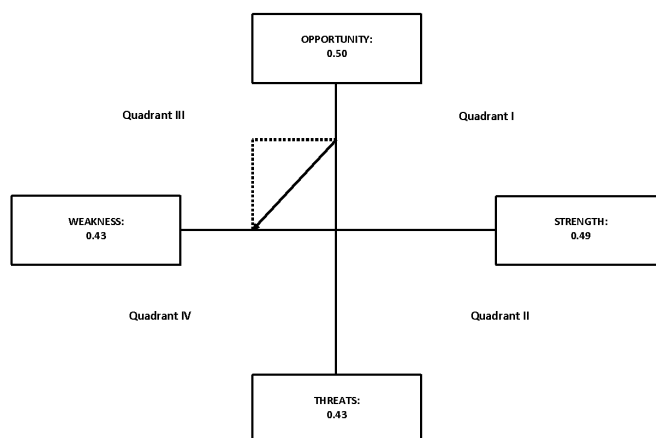 OPPORTUNITY:
0.50
Quadrant III
Quadrant I
WEAKNESS:
0.43
STRENGTH:
0.49
Quadrant IV
Quadrant II
THREATS:
0.43